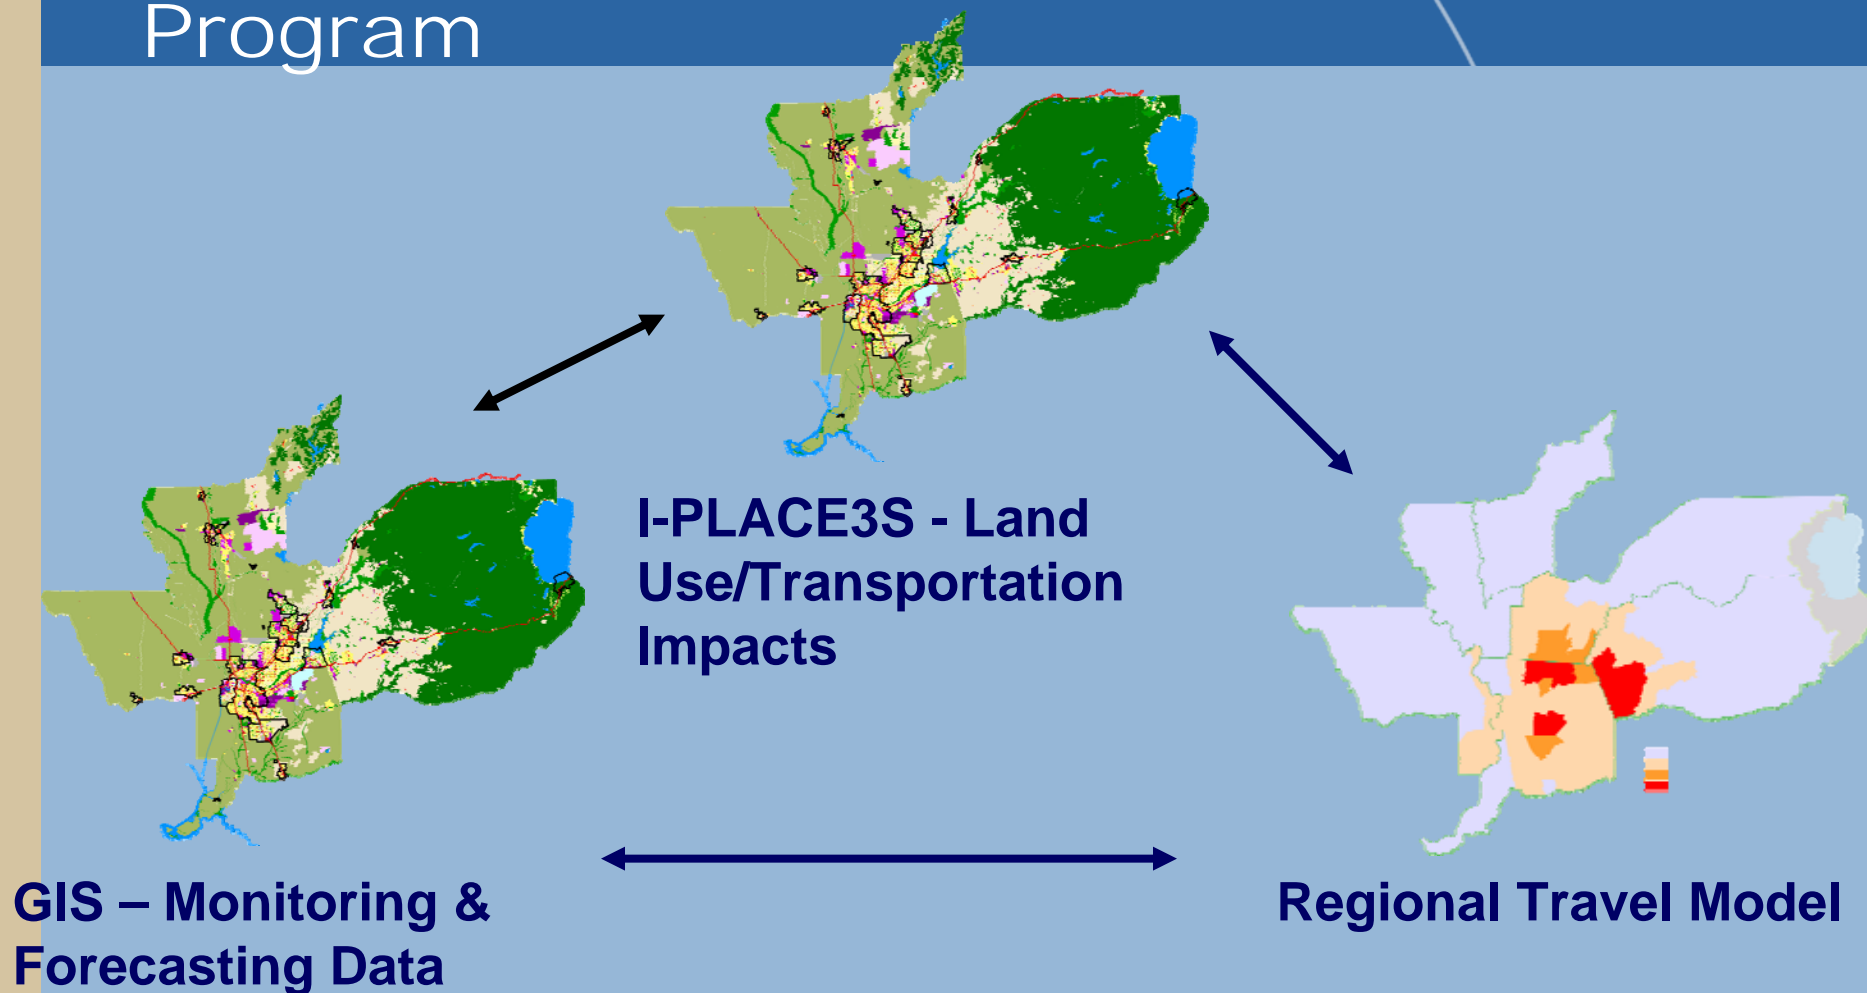 Program
I-PLACE3S - Land
Use/Transportation
Impacts
GIS – Monitoring &
Forecasting Data
Regional Travel Model